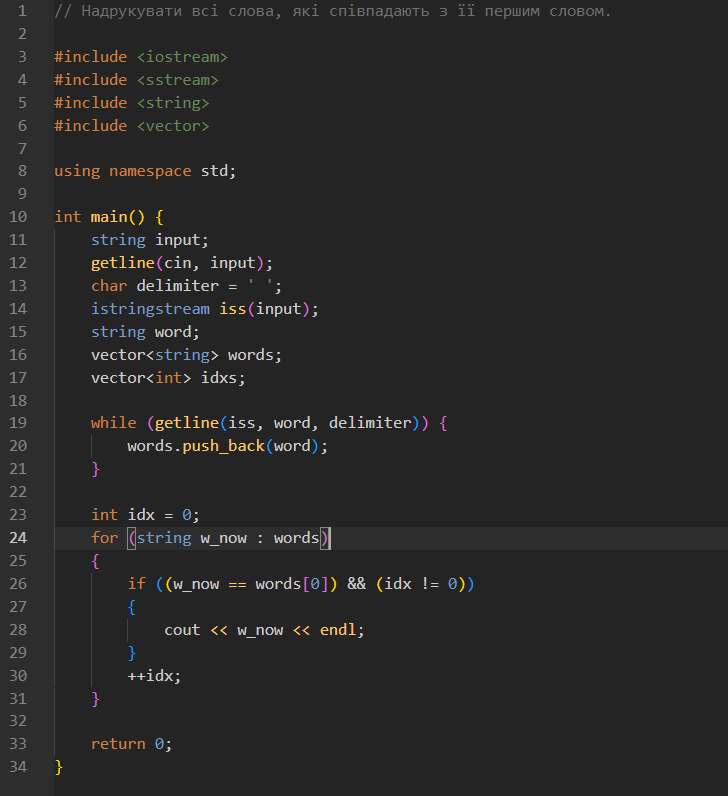 1 // Надрукувати всі слова, які співпадають з її першим словом.
2
3 #include <iostream>
4 #include <sstream>
5 #include <string>
6 #include <vector>
7
8 using namespace std;
9
10 int main() {
11     string input;
12     getline(cin, input);
13     char delimiter = ' ';
14     istringstream iss(input);
15     string word;
16     vector<string> words;
17     vector<int> idxs;
18
19     while (getline(iss, word, delimiter)) {
20         words.push_back(word);
21     }
22
23     int idx = 0;
24     for (string w_now : words)
25     {
26         if ((w_now == words[0]) && (idx != 0))
27         {
28             cout << w_now << endl;
29         }
30         ++idx;
31     }
32
33     return 0;
34 }